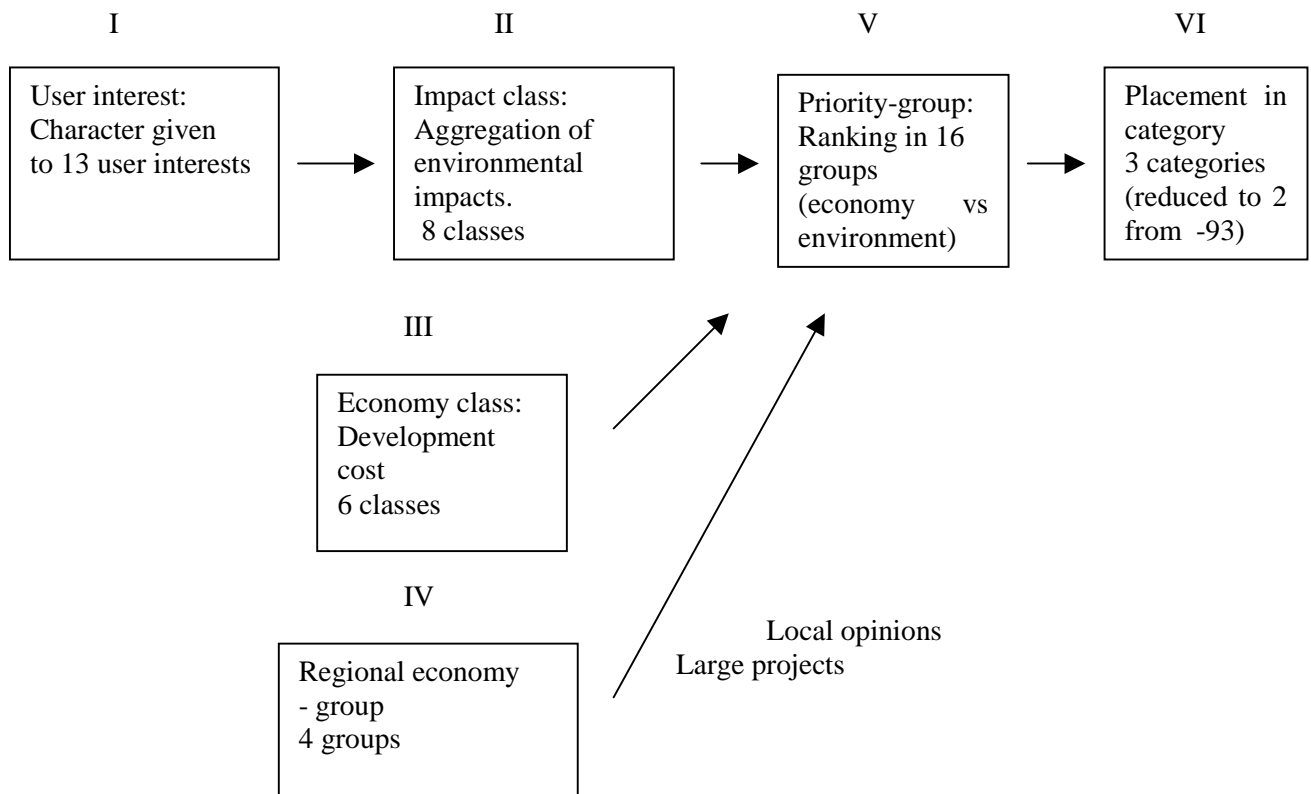 I
II
V
VI
User interest:
Character given
to 13 user interests
Impact class:
Aggregation of
environmental
impacts.
8 classes
Priority-group:
Ranking in 16
groups
(economy vs
environment)
Placement in
category
3 categories
(reduced to 2
from -93)
III
Economy class:
Development
cost
6 classes
IV
Regional economy
- group
4 groups
Local opinions
Large projects